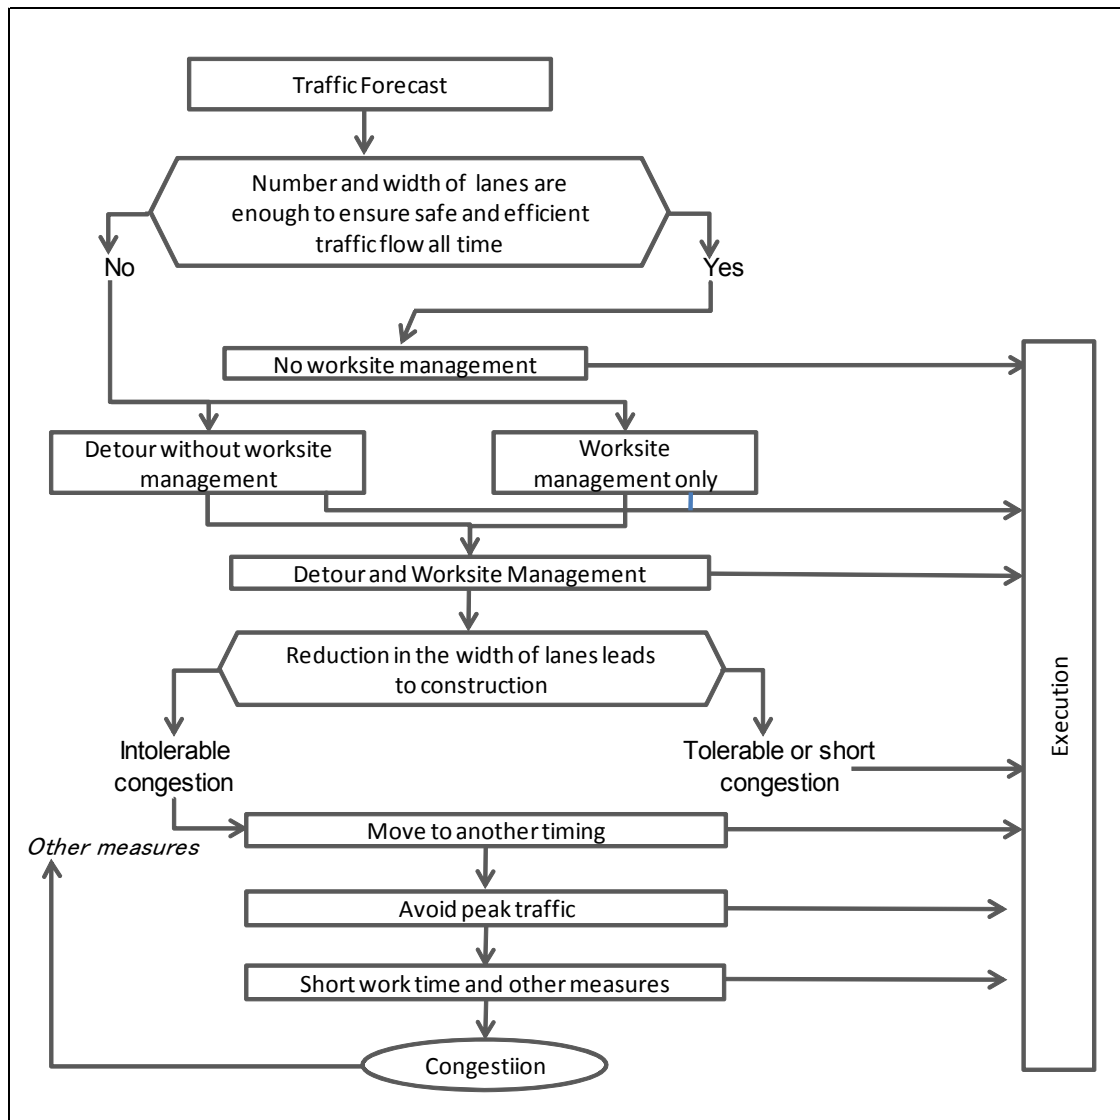 Traffic Forecast
Number and width of lanes are
enough to ensure safe and efficient
traffic flow all time
No
Yes
No worksite management
Detour without worksite
management
Worksite
management only
Detour and Worksite Management
Reduction in the width of lanes leads
to construction
Intolerable
congestion
Tolerable or short
congestion
Move to another timing
Other measures
Avoid peak traffic
Short work time and other measures
Congestiion
Execution